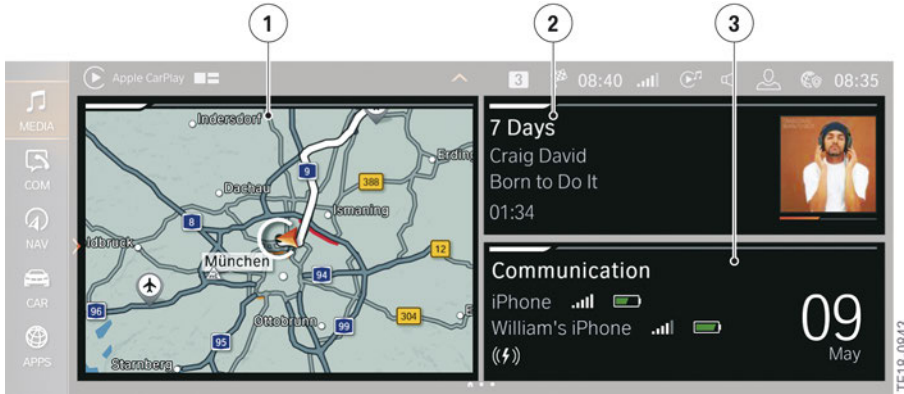 1
2
3
Apple CarPlay
3
08:40
08:35
MEDIA
COM
NAV
CAR
APPS
Indersdorf
9
Erding
Dachau
388
Ismaning
8
ldbruck
12
München
94
96
Ottobrunn
304
99
95
Starnberg
7 Days
Craig David
Born to Do It
01:34
Communication
iPhone
William's iPhone
09
May
TE18-0842